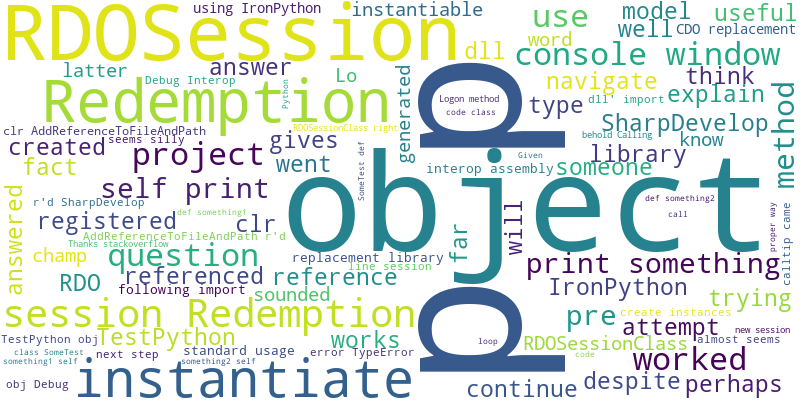 RDOSession
using IronPython
instantiable
use
model
useful
well
CDO replacement
word
console window
latter
answer
dll
Debug Interop
Lo
Redemption
Python
navigate
think
explain
Logon method
code class
type
dll' import
SharpDevelop
method
clr AddReferenceToFileAndPath
RDOSessionClass right
generated
behold Calling
know
seems silly
created
project
gives
library
p
object
Given
fact
went
interop assembly
someone
self print
SomeTest def
def something2
call
answered
r'd SharpDevelop
def something1
registered
clr
far
will
proper way
calltip came
AddReferenceToFileAndPath r'd
Thanks stackoverflow
champ
question
replacement library
print something
line session
RDO
referenced
reference
IronPython
following import
sounded
trying
session Redemption
pre
create instances
attempt
new session
TestPython obj
TestPython
works
loop
RDOSessionClass
almost seems
class SomeTest
next step
standard usage
error TypeError
code
worked
something1 self
something2 self
obj Debug
instantiate
continue
despite
perhaps
p